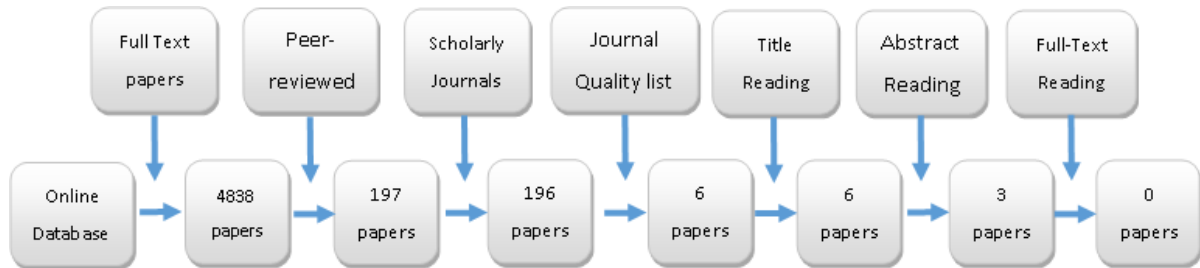 Full Text
papers
Peer-
reviewed
Scholarly
Journals
Journal
Quality list
Title
Reading
Abstract
Reading
Full-Text
Reading
Online
Database
4838
papers
197
papers
196
papers
6
papers
6
papers
3
papers
0
papers